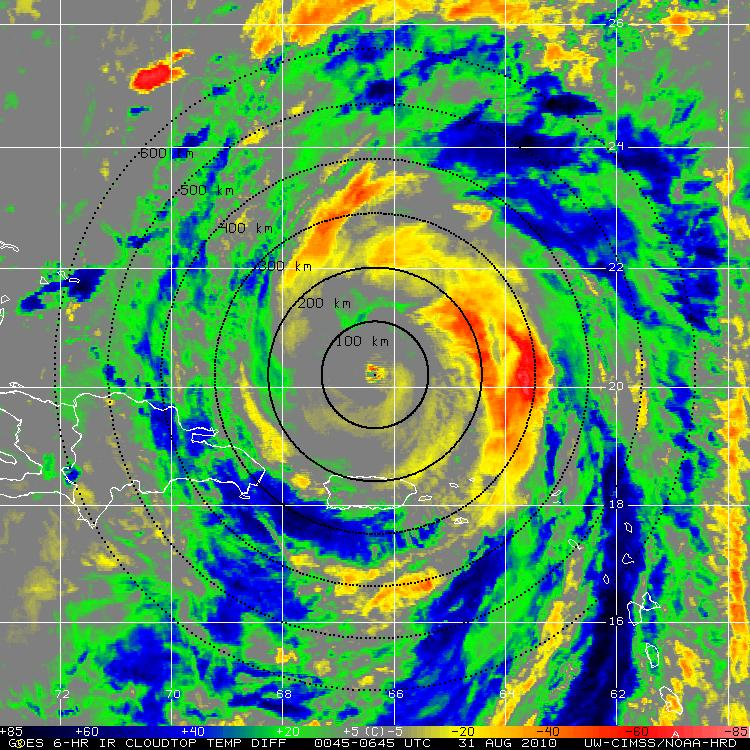 26
24
600 km
500 km
400 km
22
300 km
200 km
100 km
20
18
16
72 70 68 66 64 62
+85 +60 +40 +20 +5 (C) -5 -20 -40 -60 -85
GOES 6-HR IR CLOUDTOP TEMP DIFF 0045-0645 UTC 31 AUG 2010 UW-CIMSS/NOAA-HRD